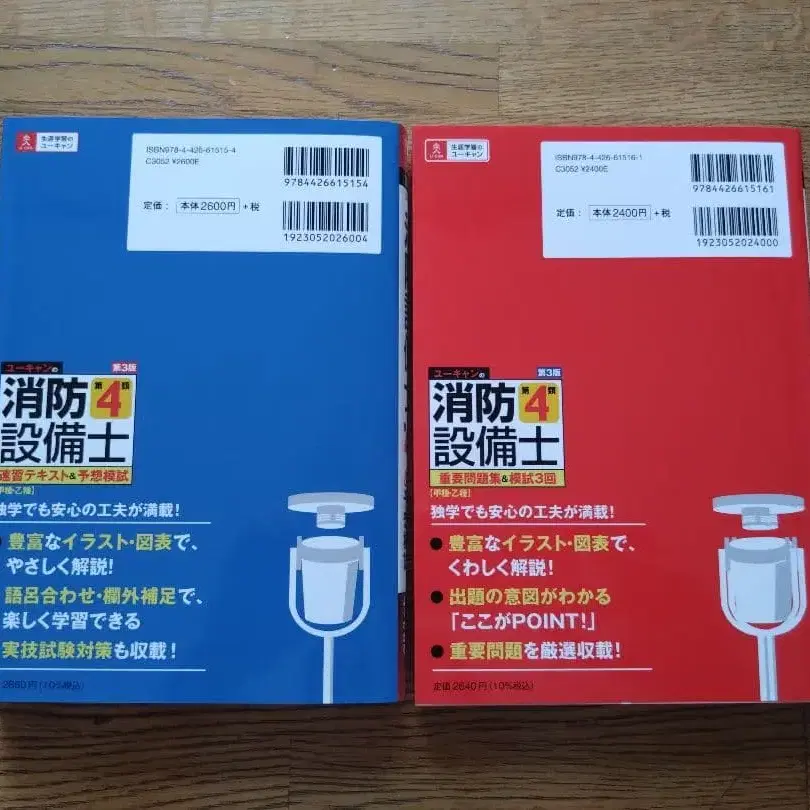 生涯学習の
ユーキャン
ISBN978-4-426-61515-4
C3052 ¥2600E
9784426615154
定価： 本体2600円 +税
1923052026004
ユーキャンの
第3版
消防
第4類
設備士
速習テキスト&予想模試
【甲種・乙種】
独学でも安心の工夫が満載！
● 豊富なイラスト・図表で、
やさしく解説！
語呂合わせ・欄外補足で、
楽しく学習できる
実技試験対策も収載！
2860円（10%税込）
生涯学習の
ユーキャン
ISBN978-4-426-61516-1
C3052 ¥2400E
9784426615161
定価： 本体2400円 +税
1923052024000
ユーキャンの
第3版
消防
第4類
設備士
重要問題集&模試3回
【甲種・乙種】
独学でも安心の工夫が満載！
● 豊富なイラスト・図表で、
くわしく解説！
● 出題の意図がわかる
「ここがPOINT！」
● 重要問題を厳選収載！
定価 2640円（10%税込）